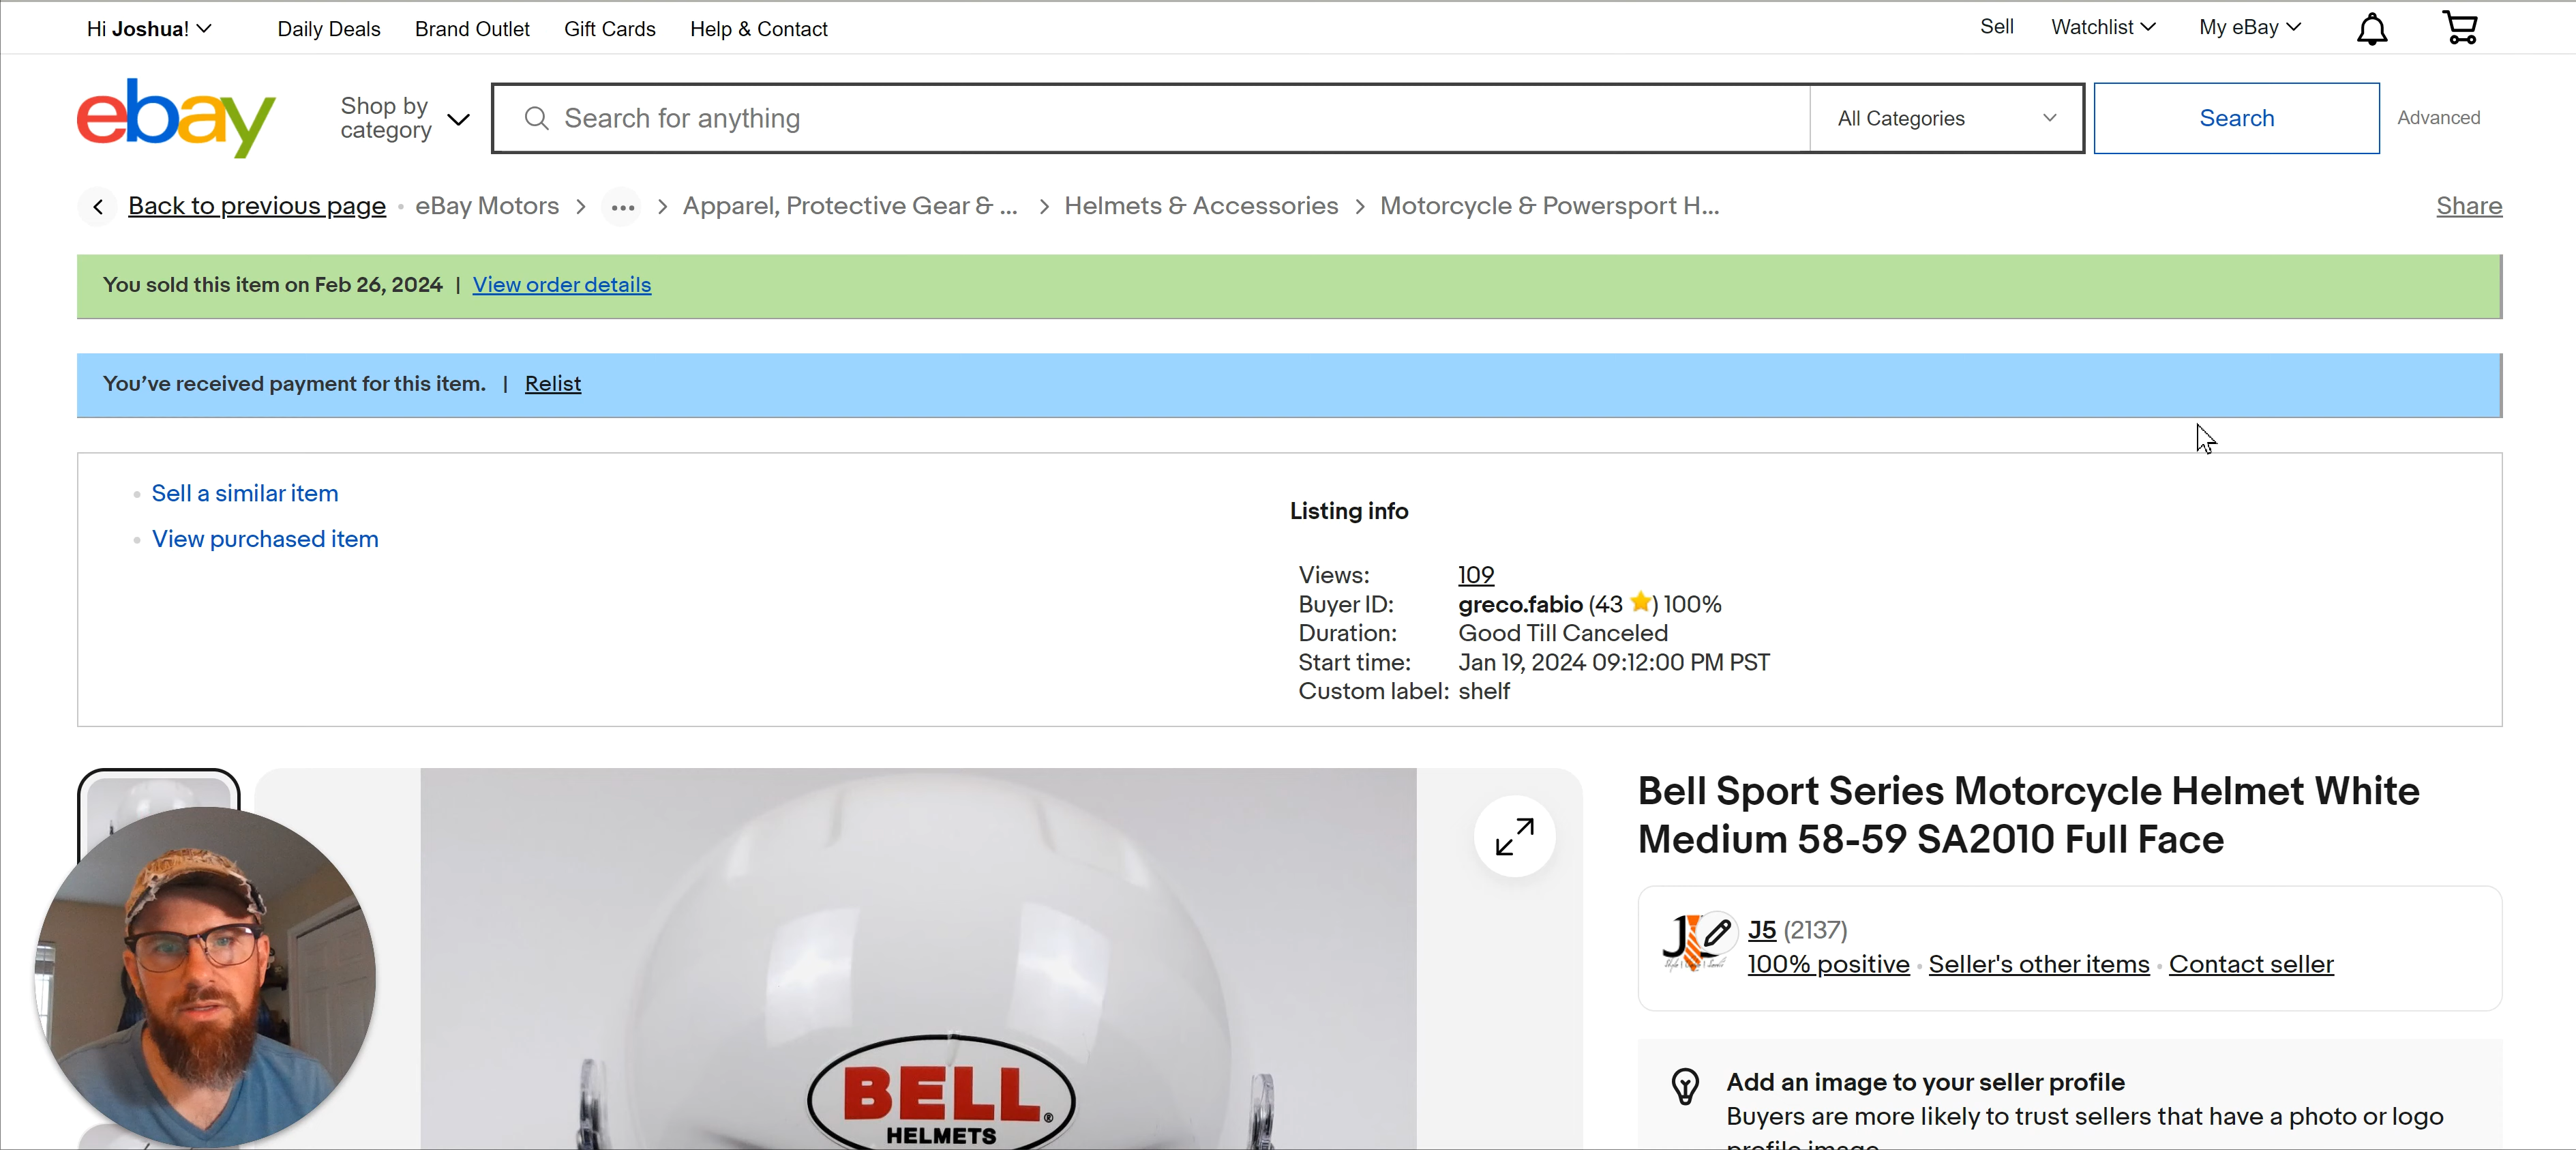 Hi Joshua!
Daily Deals
Brand Outlet
Gift Cards
Help & Contact
Sell
Watchlist
My eBay
ebay
Shop by
category
Search for anything
All Categories
Search
Advanced
Back to previous page
eBay Motors
...
Apparel, Protective Gear & ...
Helmets & Accessories
Motorcycle & Powersport H...
Share
You sold this item on Feb 26, 2024 | View order details
You've received payment for this item. | Relist
Sell a similar item
View purchased item
Listing info
Views: 109
Buyer ID: greco.fabio (43 ⭐) 100%
Duration: Good Till Canceled
Start time: Jan 19, 2024 09:12:00 PM PST
Custom label: shelf
BELL®
HELMETS
Bell Sport Series Motorcycle Helmet White
Medium 58-59 SA2010 Full Face
J5 (2137)
100% positive · Seller's other items · Contact seller
Add an image to your seller profile
Buyers are more likely to trust sellers that have a photo or logo
profile image